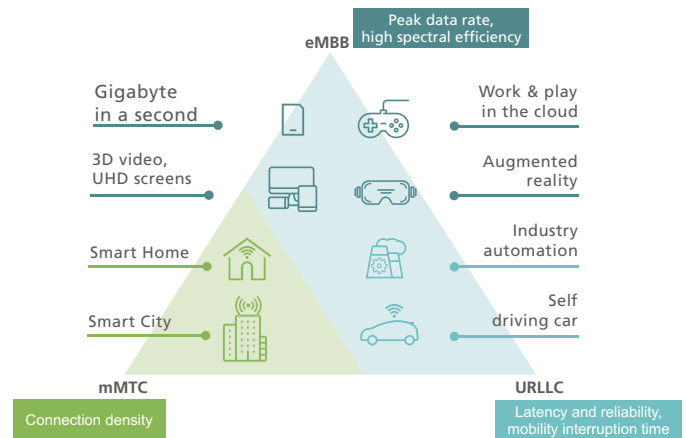 Peak data rate,
high spectral efficiency
eMBB
Gigabyte
in a second
Work & play
in the cloud
3D video,
UHD screens
Augmented
reality
Smart Home
Industry
automation
Smart City
Self
driving car
mMTC
URLLC
Connection density
Latency and reliability,
mobility interruption time